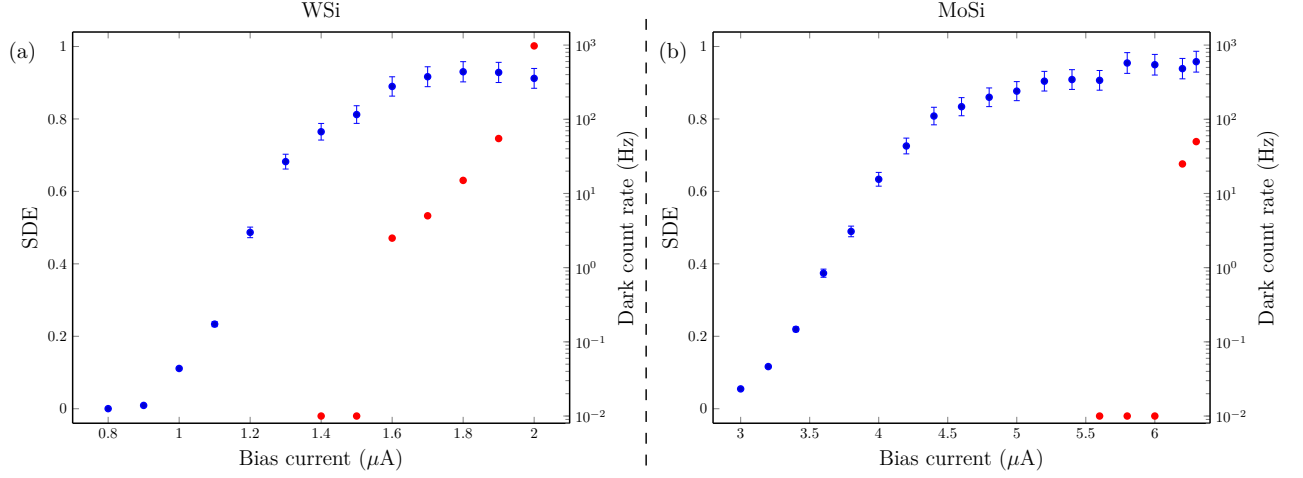 WSi
(a)
1
0.8
0.6
0.4
0.2
0
SDE
10³
10²
10¹
10⁰
10⁻¹
10⁻²
Dark count rate (Hz)
0.8 1 1.2 1.4 1.6 1.8 2
Bias current (μA)
MoSi
(b)
1
0.8
0.6
0.4
0.2
0
SDE
10³
10²
10¹
10⁰
10⁻¹
10⁻²
Dark count rate (Hz)
3 3.5 4 4.5 5 5.5 6
Bias current (μA)